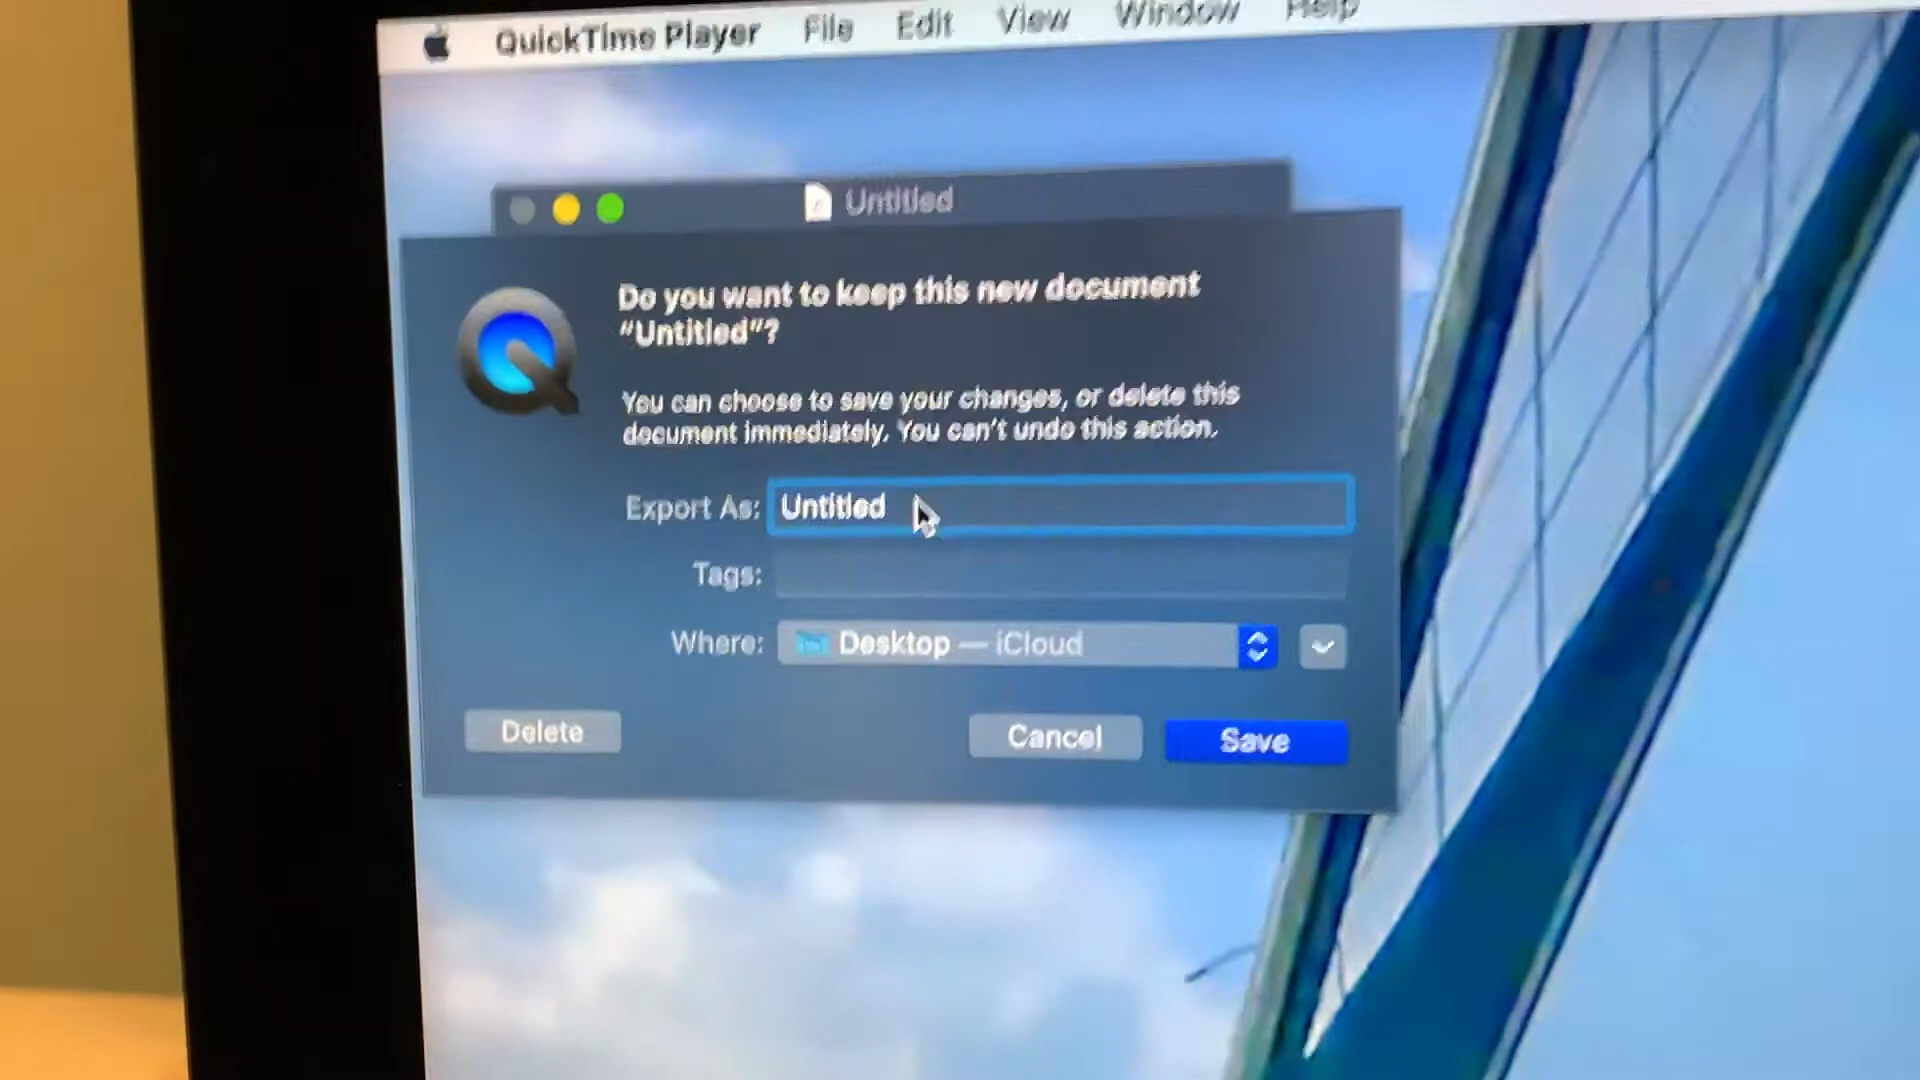 QuickTime Player File Edit View Window Help
Untitled
Do you want to keep this new document
“Untitled”?
You can choose to save your changes, or delete this
document immediately. You can’t undo this action.
Export As: Untitled
Tags:
Where: Desktop — iCloud
Delete Cancel Save